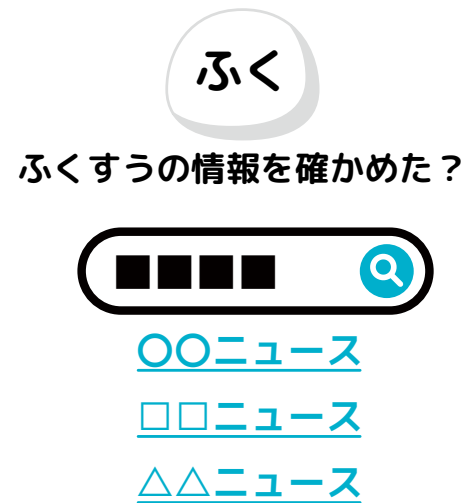 ふく
ふくすうの情報を確かめた？
■■■■
〇〇ニュース
□□ニュース
△△ニュース